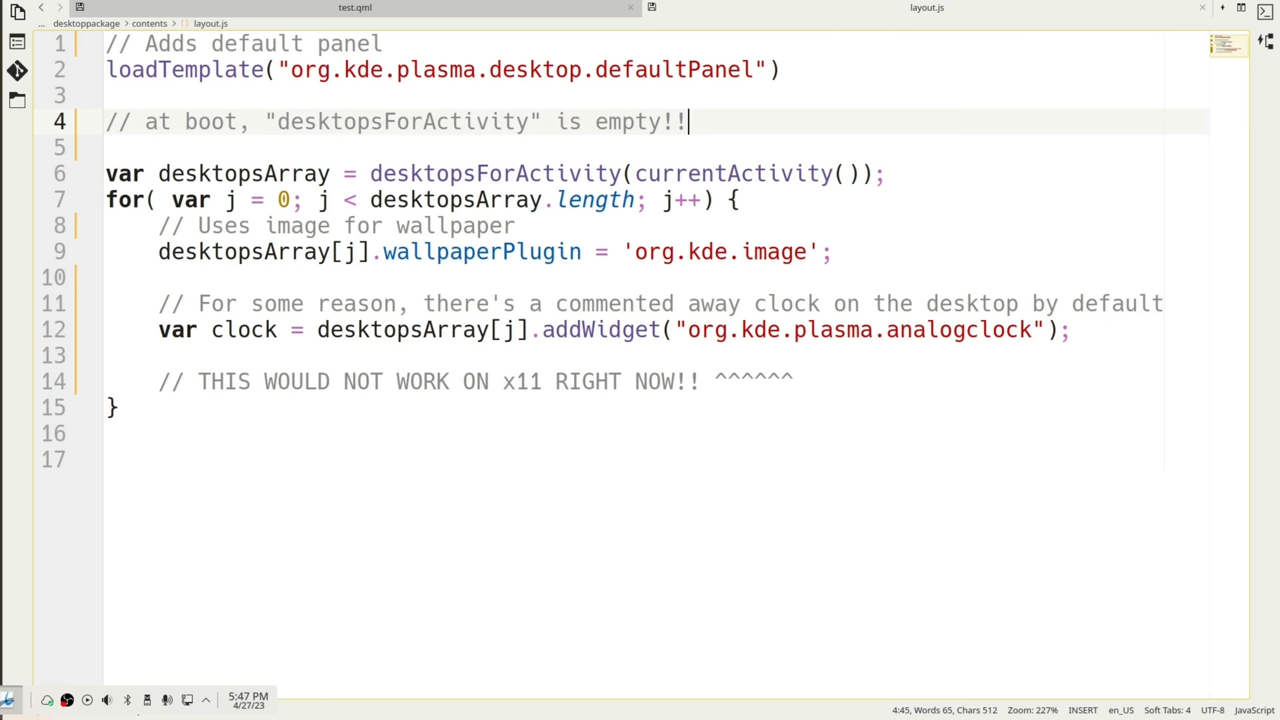 test.qml
layout.js
... desktoppackage › contents › layout.js
1 // Adds default panel
2 loadTemplate("org.kde.plasma.desktop.defaultPanel")
3
4 // at boot, "desktopsForActivity" is empty!!
5
6 var desktopsArray = desktopsForActivity(currentActivity());
7 for( var j = 0; j < desktopsArray.length; j++) {
8 // Uses image for wallpaper
9 desktopsArray[j].wallpaperPlugin = 'org.kde.image';
10
11 // For some reason, there's a commented away clock on the desktop by default
12 var clock = desktopsArray[j].addWidget("org.kde.plasma.analogclock");
13
14 // THIS WOULD NOT WORK ON x11 RIGHT NOW!! ^^^^^^
15 }
16
17
5:47 PM
4/27/23
4:45, Words 65, Chars 512 Zoom: 227% INSERT en_US Soft Tabs: 4 UTF-8 JavaScript